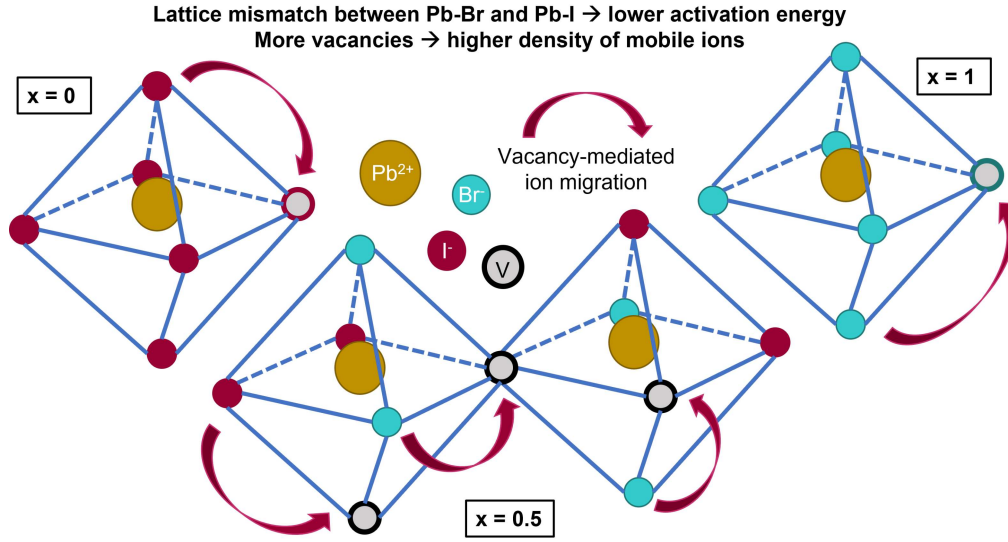 Lattice mismatch between Pb-Br and Pb-I → lower activation energy
More vacancies → higher density of mobile ions
x = 0
x = 1
Pb²⁺
Br⁻
Vacancy-mediated
ion migration
I⁻
V
x = 0.5